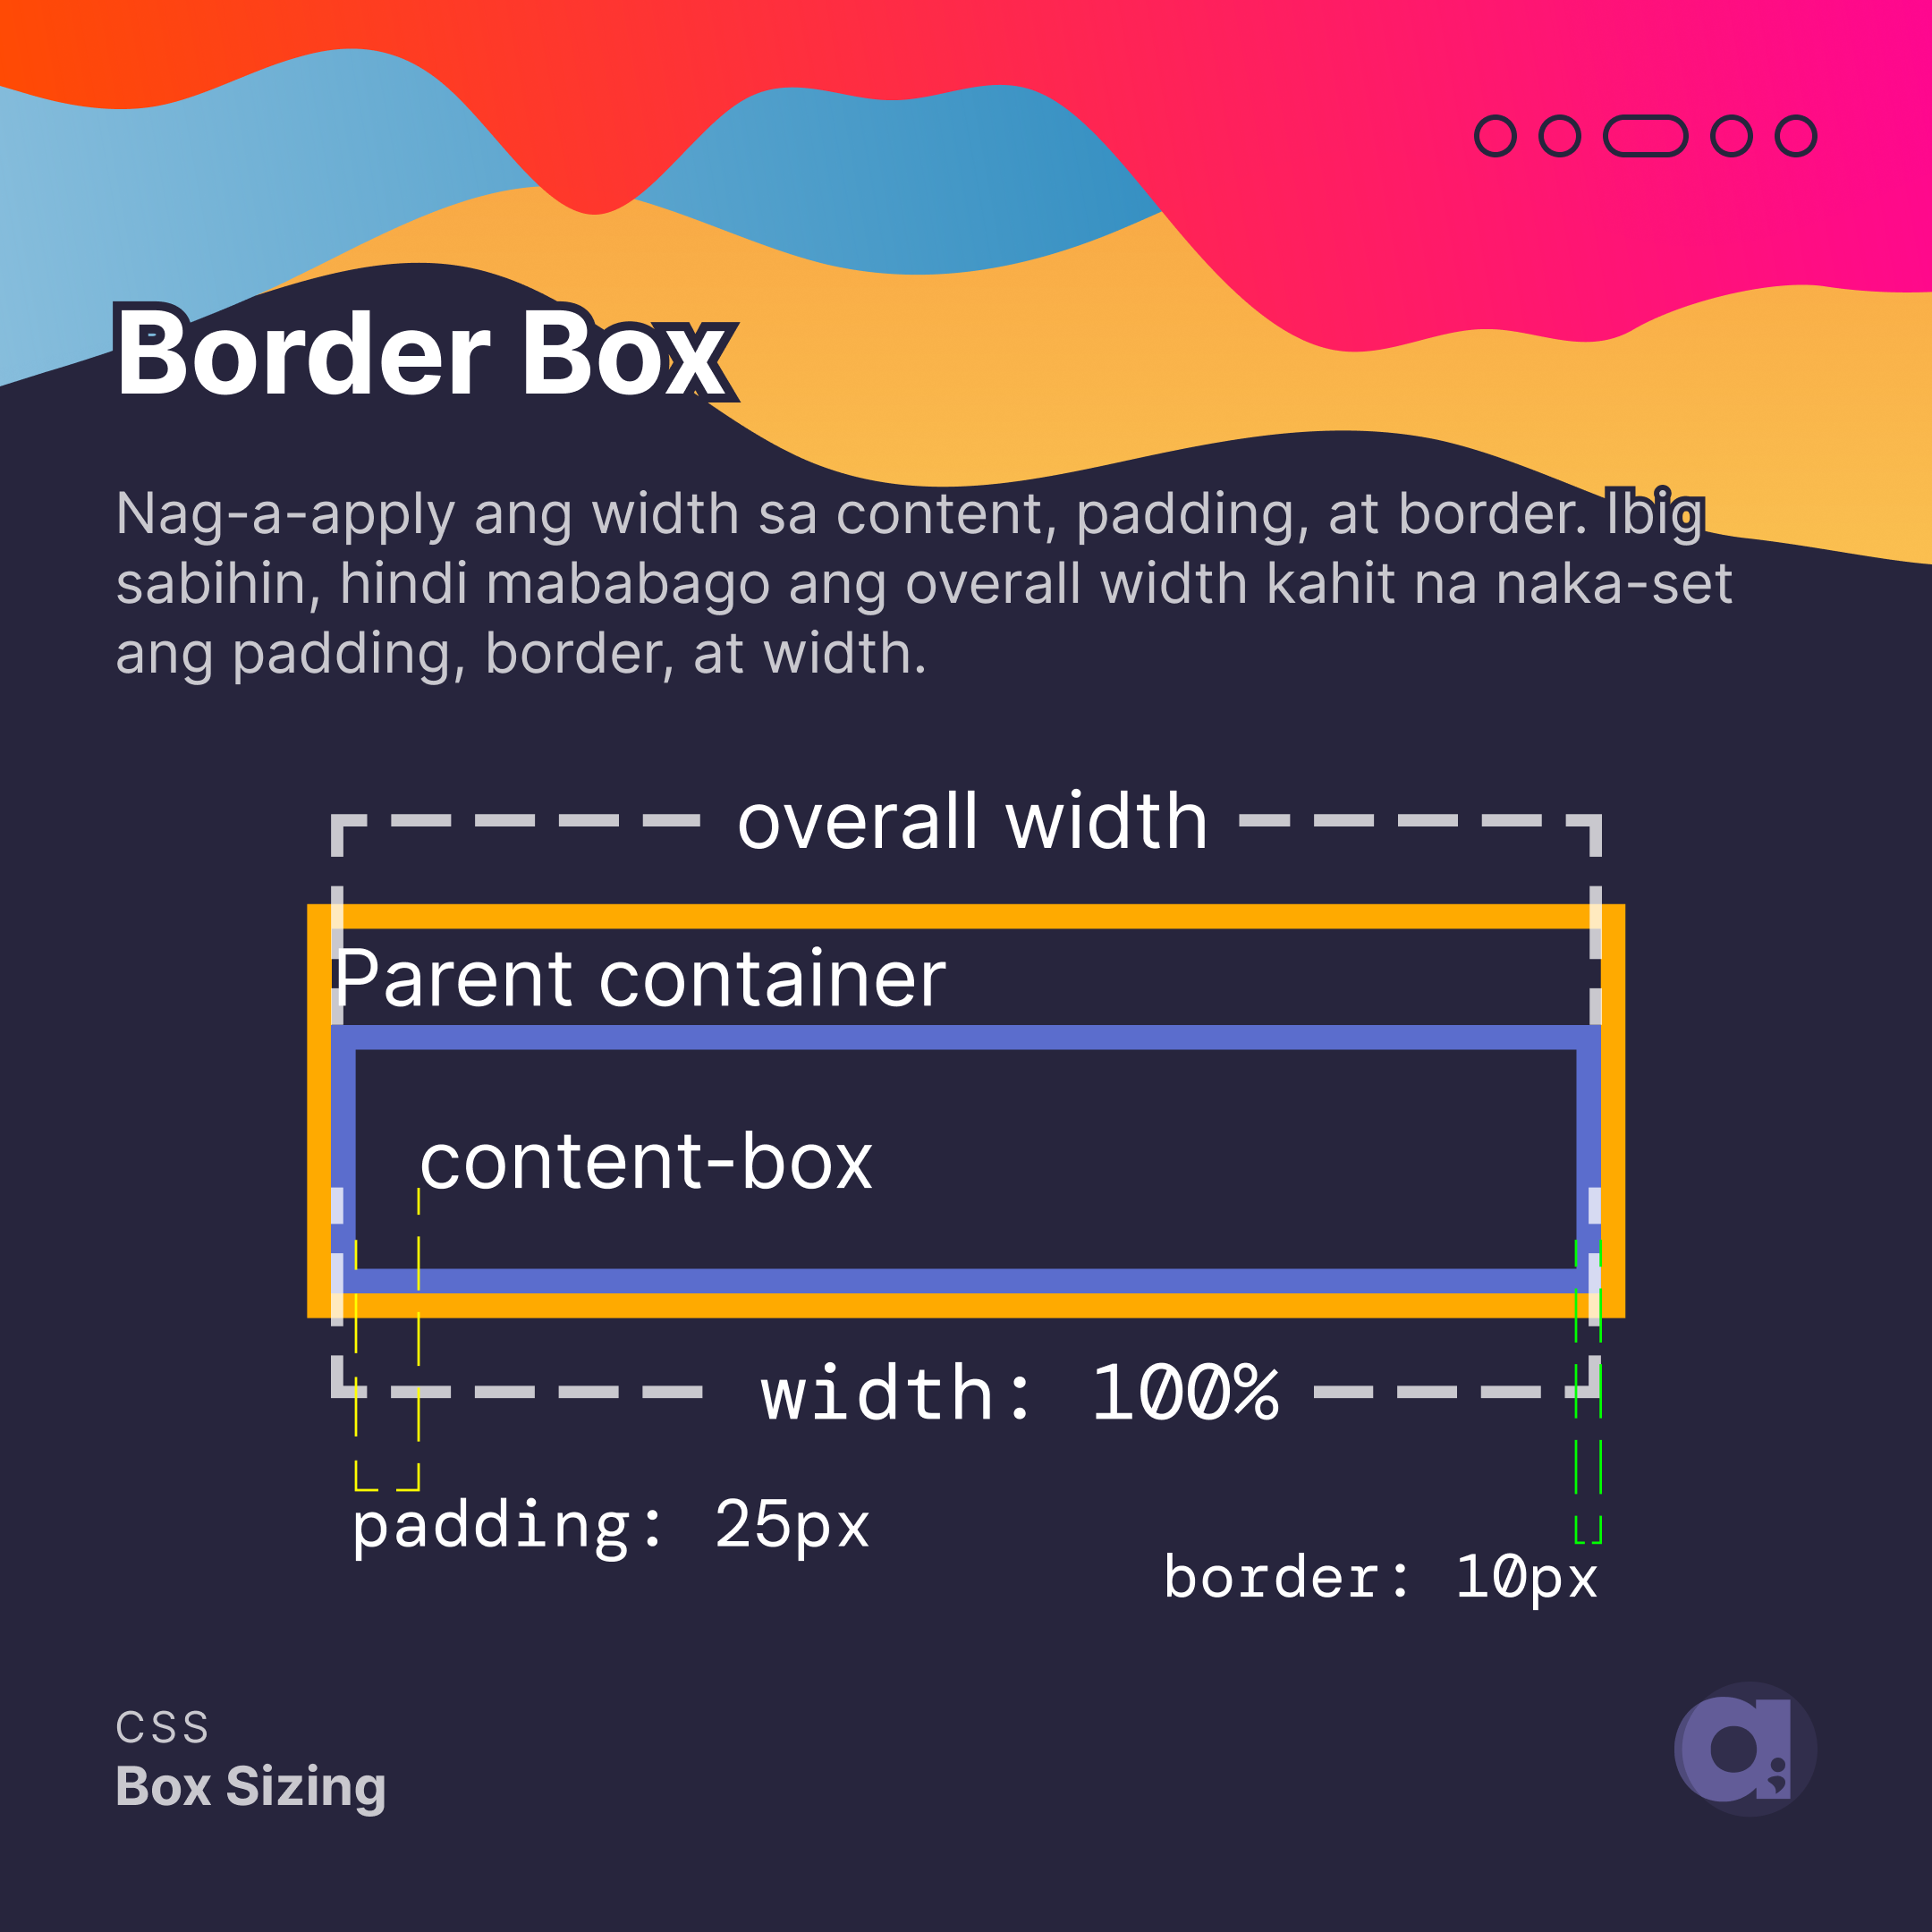 Border Box
Nag-a-apply ang width sa content, padding, at border. Ibig
sabihin, hindi mababago ang overall width kahit na naka-set
ang padding, border, at width.
overall width
Parent container
content-box
width: 100%
padding: 25px
border: 10px
CSS
Box Sizing